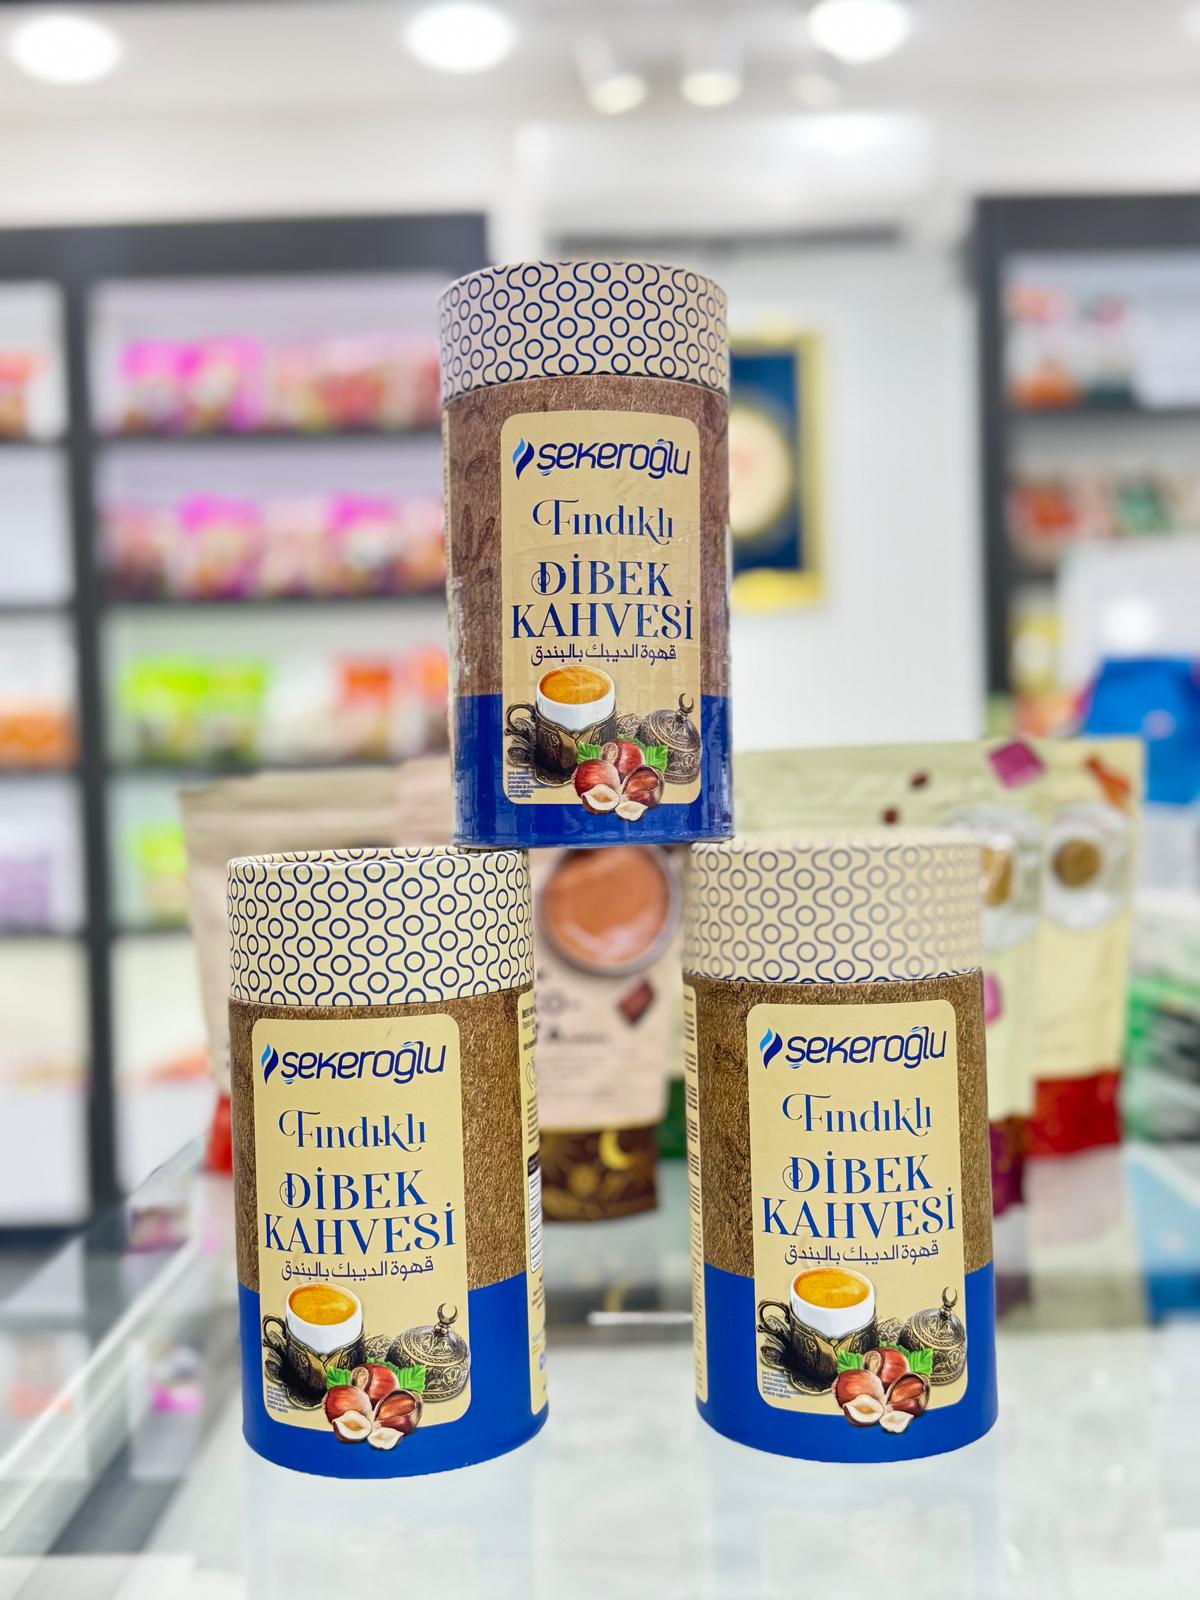 şekeroğlu
Fındıklı
DİBEK
KAHVESİ
قهوة الديبك بالبندق
şekeroğlu
Fındıklı
DİBEK
KAHVESİ
قهوة الديبك بالبندق
şekeroğlu
Fındıklı
DİBEK
KAHVESİ
قهوة الديبك بالبندق